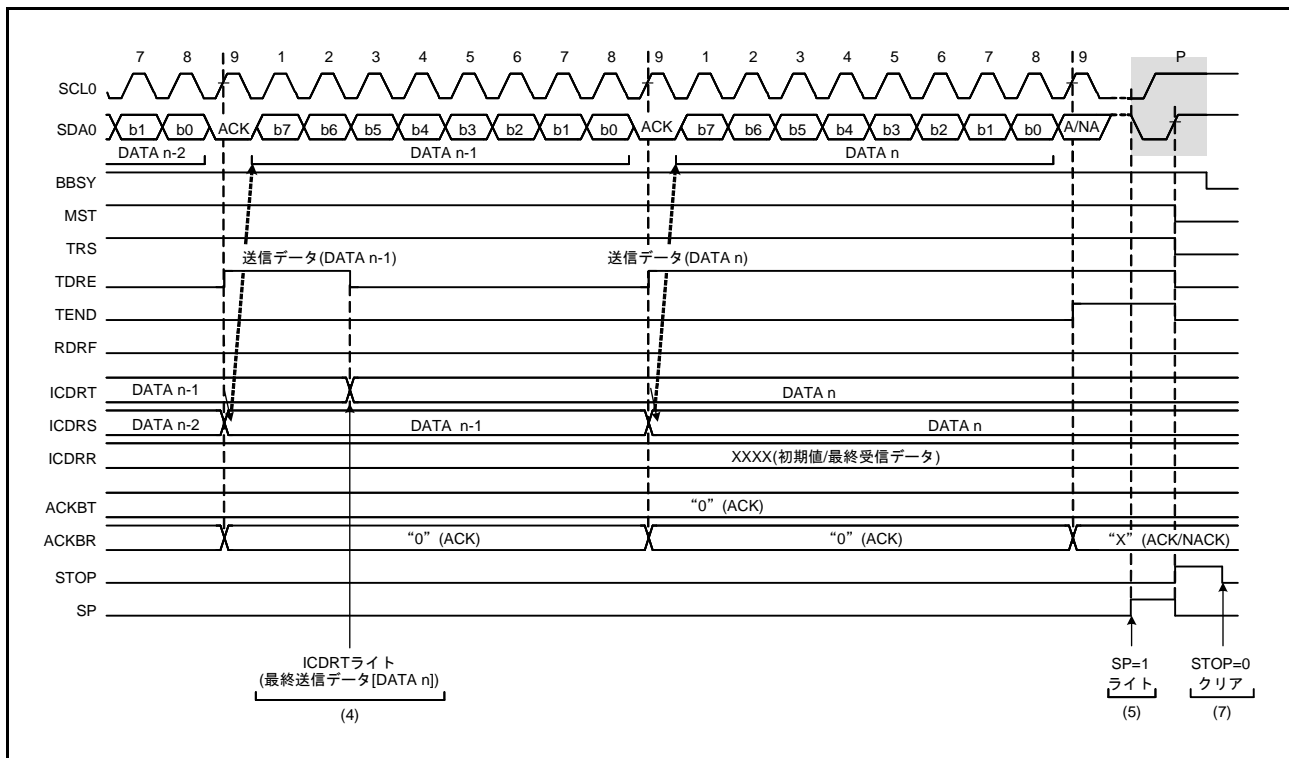 7 8 9 1 2 3 4 5 6 7 8 9 1 2 3 4 5 6 7 8 9 P
SCL0
SDA0 b1 b0 ACK b7 b6 b5 b4 b3 b2 b1 b0 ACK b7 b6 b5 b4 b3 b2 b1 b0 A/NA
DATA n-2 DATA n-1 DATA n
BBSY
MST
TRS
送信データ(DATA n-1) 送信データ(DATA n)
TDRE
TEND
RDRF
ICDRT DATA n-1 DATA n
ICDRS DATA n-2 DATA n-1 DATA n
ICDRR XXXX(初期値/最終受信データ)
ACKBT “0” (ACK)
ACKBR “0” (ACK) “0” (ACK) “X” (ACK/NACK)
STOP
SP
ICDRTライト
(最終送信データ[DATA n])
(4)
SP=1
ライト
(5)
STOP=0
クリア
(7)